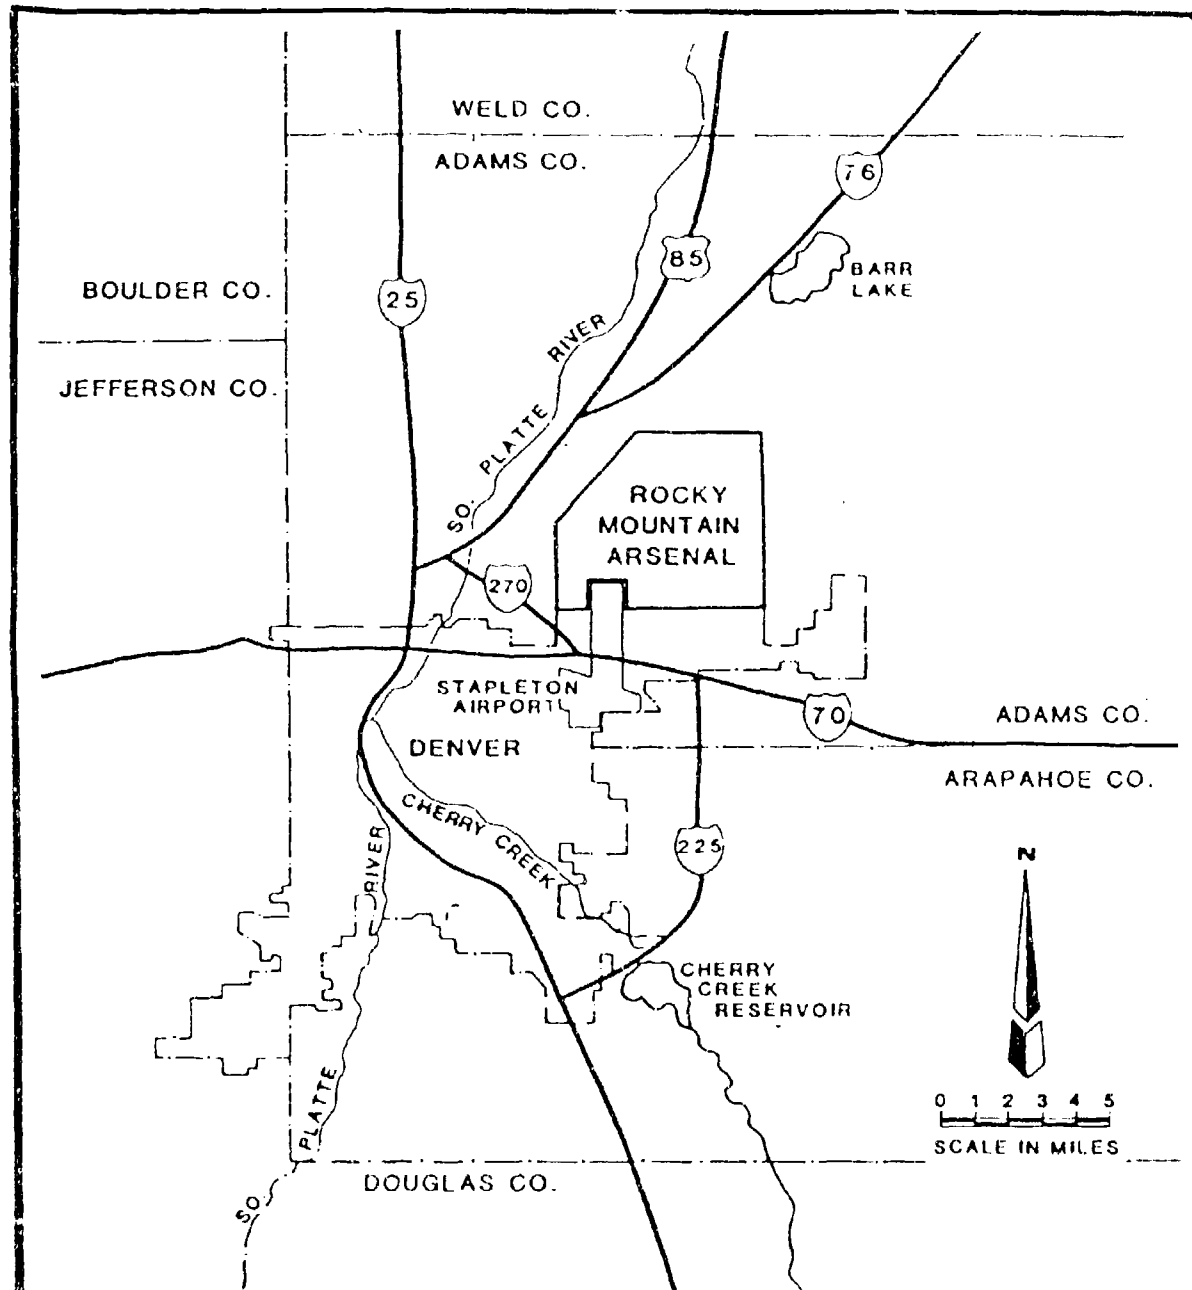 WELD CO.
ADAMS CO.
76
85
BARR
LAKE
BOULDER CO.
25
RIVER
JEFFERSON CO.
PLATTE
SO.
ROCKY
MOUNTAIN
ARSENAL
270
STAPLETON
AIRPORT
70
ADAMS CO.
DENVER
ARAPAHOE CO.
CHERRY CREEK
RIVER
225
N
CHERRY
CREEK
RESERVOIR
PLATTE
0 1 2 3 4 5
SCALE IN MILES
DOUGLAS CO.
SO.